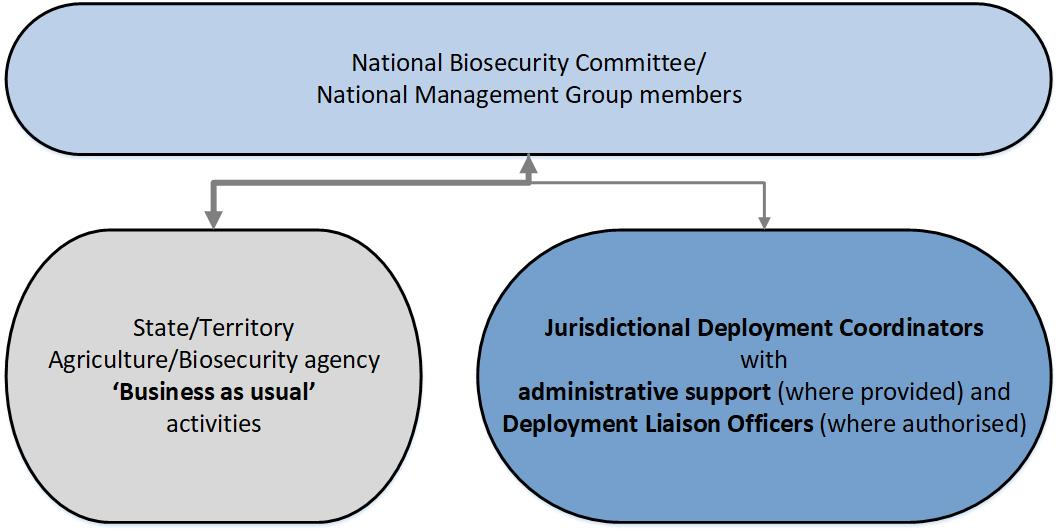 National Biosecurity Committee/
National Management Group members
State/Territory
Agriculture/Biosecurity agency
‘Business as usual’
activities
Jurisdictional Deployment Coordinators
with
administrative support (where provided) and
Deployment Liaison Officers (where authorised)